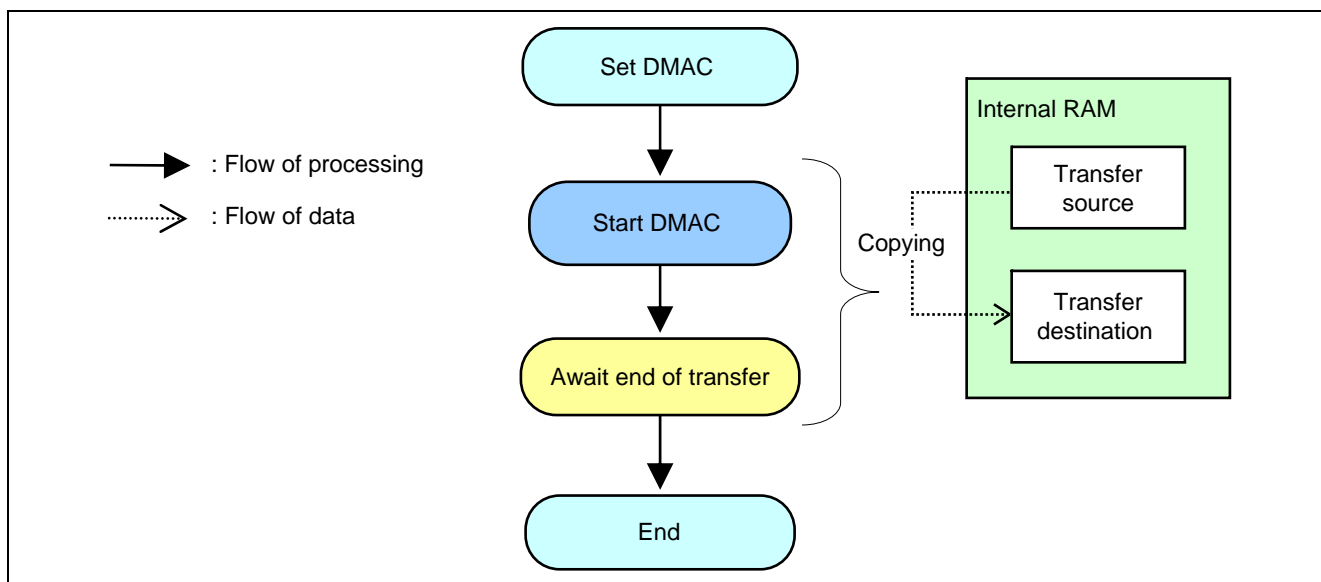 Set DMAC
Internal RAM
: Flow of processing
Transfer
source
: Flow of data
Start DMAC
Copying
Transfer
destination
Await end of transfer
End